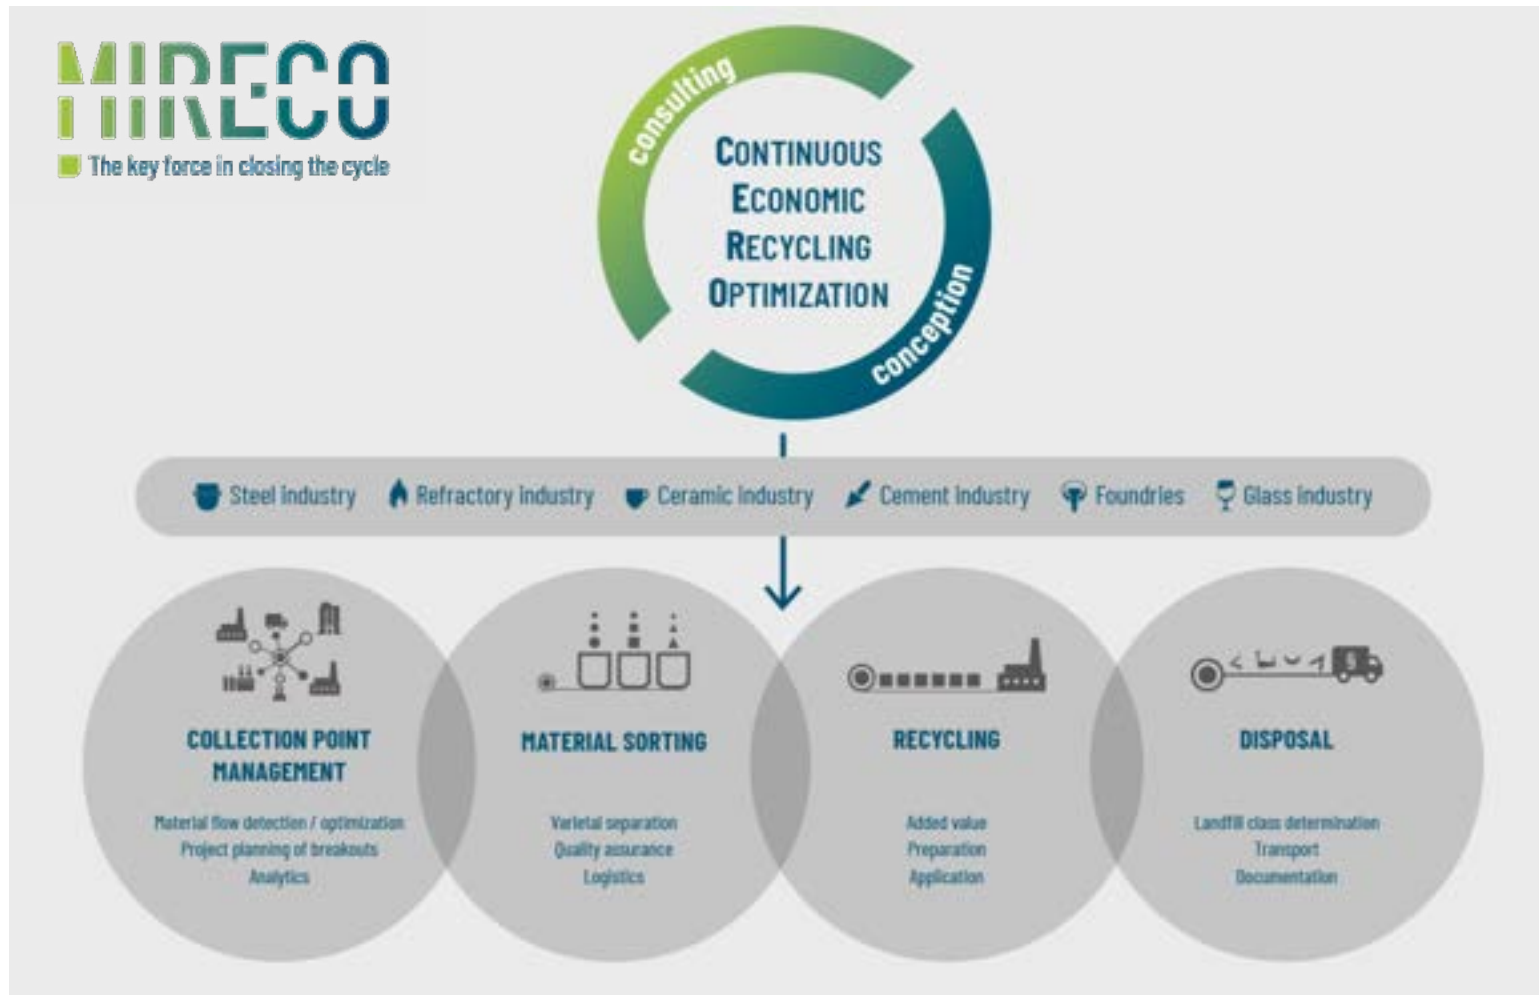 MIRECO
The key force in closing the cycle
consulting
CONTINUOUS
ECONOMIC
RECYCLING
OPTIMIZATION
conception
Steel industry Refractory industry Ceramic industry Cement industry Foundries Glass industry
COLLECTION POINT
MANAGEMENT
Material flow detection / optimization
Project planning of breakouts
Analytics
MATERIAL SORTING
Varietal separation
Quality assurance
Logistics
RECYCLING
Added value
Preparation
Application
DISPOSAL
Landfill class determination
Transport
Documentation